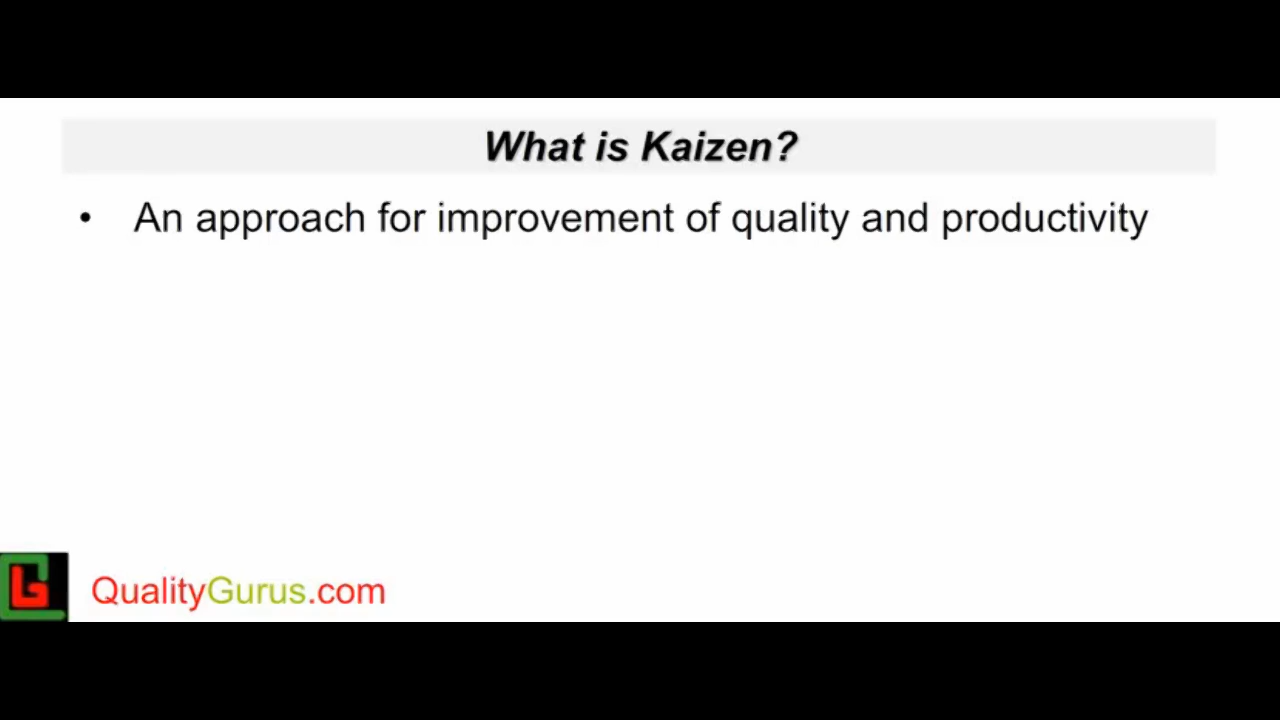 What is Kaizen?
• An approach for improvement of quality and productivity
QualityGurus.com